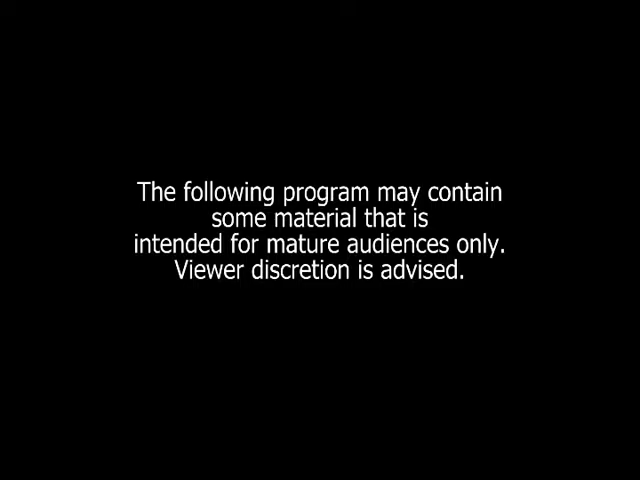 The following program may contain
some material that is
intended for mature audiences only.
Viewer discretion is advised.